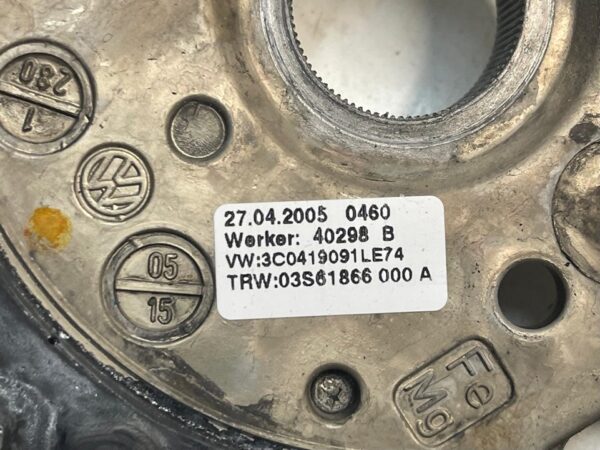 280
1
27.04.2005 0460
Werker: 40298 B
VW:3C0419091LE74
TRW:03S61866 000 A
05
15
Fe
Mg